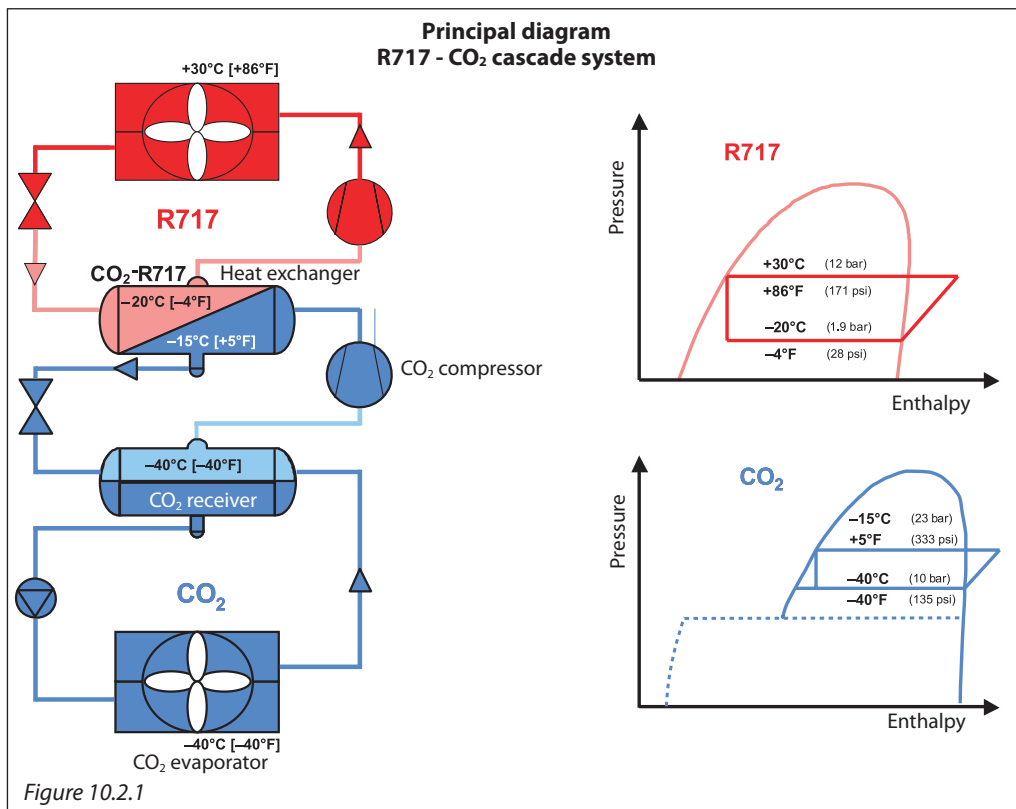 Principal diagram
R717 - CO₂ cascade system
+30°C [+86°F]
R717
CO₂-R717 Heat exchanger
–20°C [–4°F]
–15°C [+5°F]
CO₂ compressor
–40°C [–40°F]
CO₂ receiver
CO₂
–40°C [–40°F]
CO₂ evaporator
Figure 10.2.1
Pressure
R717
+30°C (12 bar)
+86°F (171 psi)
–20°C (1.9 bar)
–4°F (28 psi)
Enthalpy
Pressure
CO₂
–15°C (23 bar)
+5°F (333 psi)
–40°C (10 bar)
–40°F (135 psi)
Enthalpy